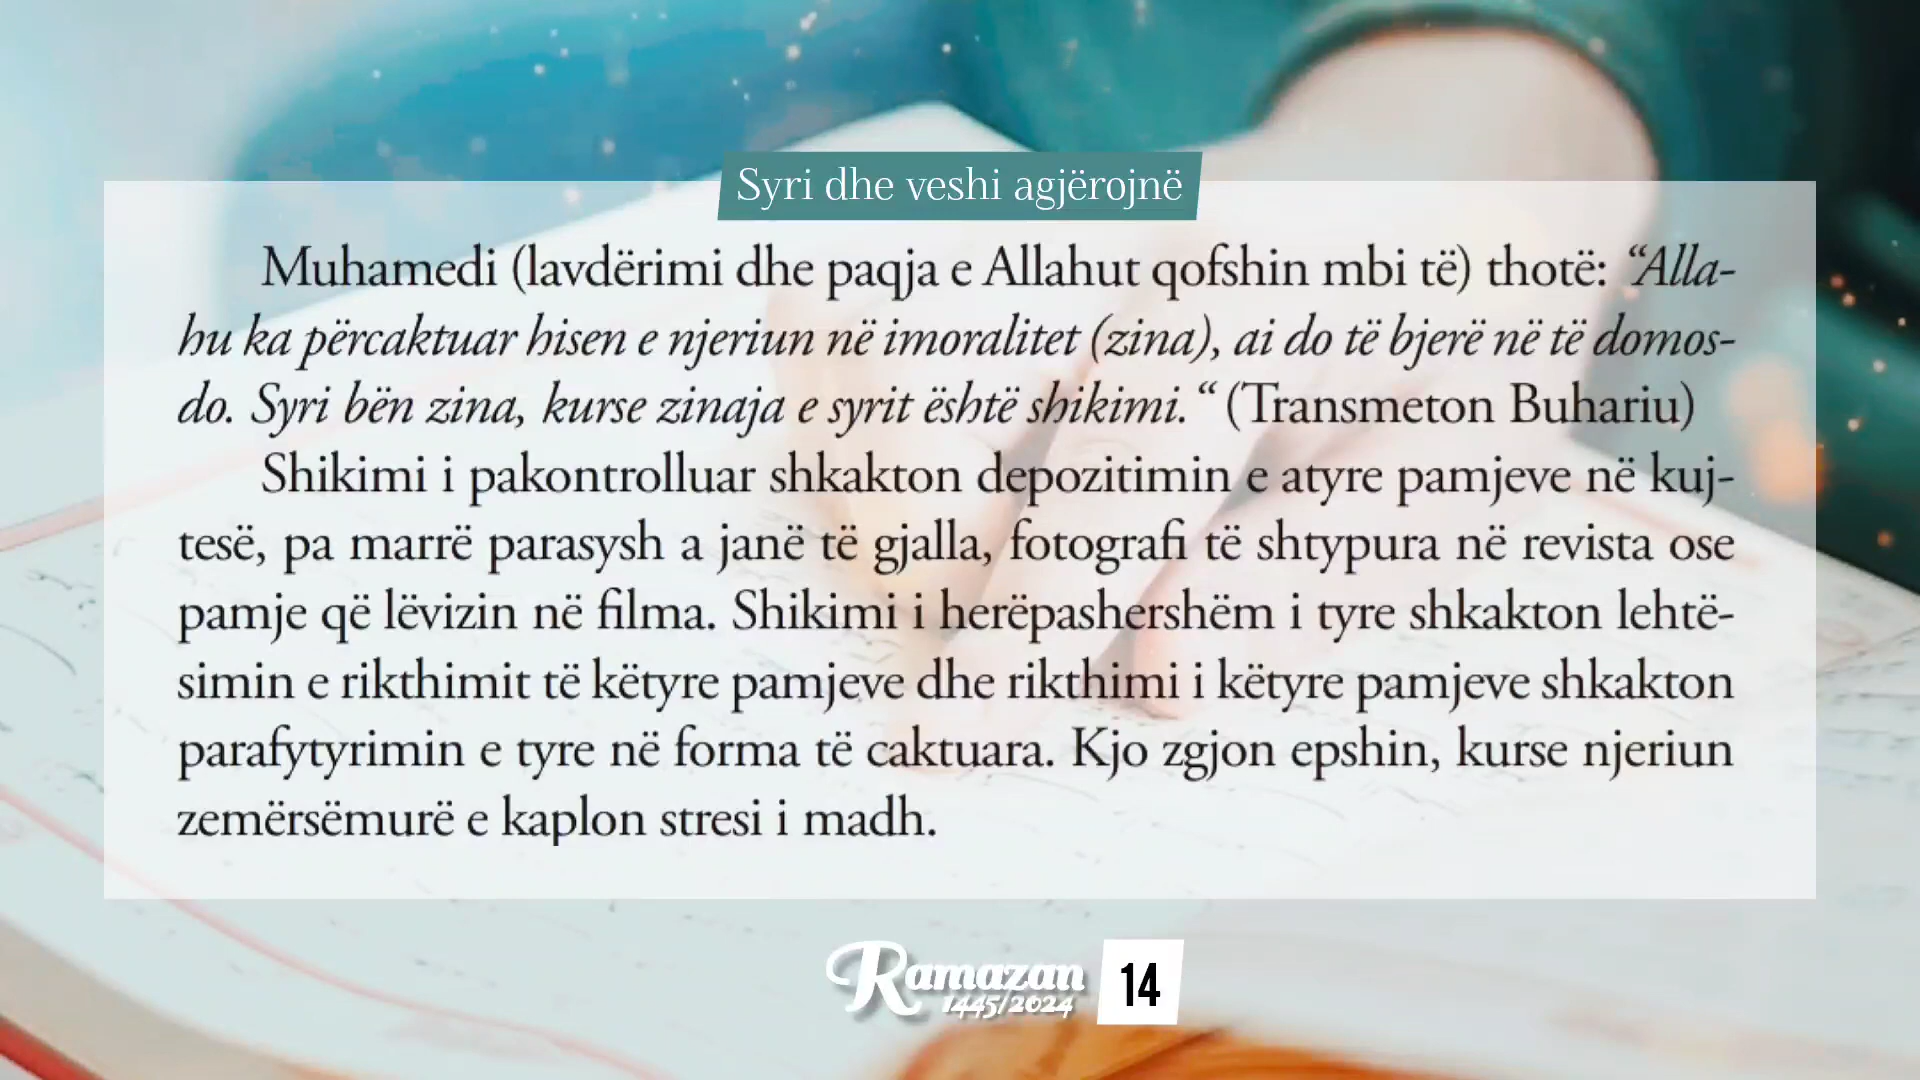 Syri dhe veshi agjërojnë
Muhamedi (lavdërimi dhe paqja e Allahut qofshin mbi të) thotë: “Alla-
hu ka përcaktuar hisen e njeriun në imoralitet (zina), ai do të bjerë në të domos-
do. Syri bën zina, kurse zinaja e syrit është shikimi.“ (Transmeton Buhariu)
Shikimi i pakontrolluar shkakton depozitimin e atyre pamjeve në kuj-
tesë, pa marrë parasysh a janë të gjalla, fotografi të shtypura në revista ose
pamje që lëvizin në filma. Shikimi i herëpashershëm i tyre shkakton lehtë-
simin e rikthimit të këtyre pamjeve dhe rikthimi i këtyre pamjeve shkakton
parafytyrimin e tyre në forma të caktuara. Kjo zgjon epshin, kurse njeriun
zemërsëmurë e kaplon stresi i madh.
Ramazan 14
1445/2024